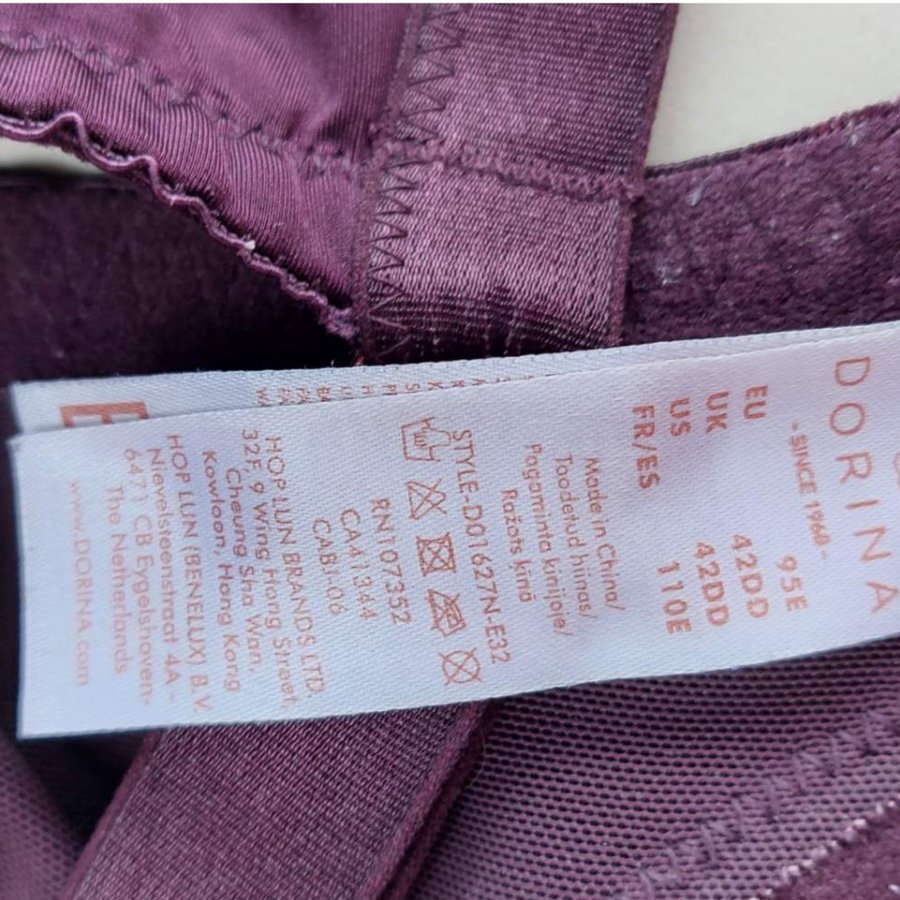 DORINA
- SINCE 1968 -
EU 95E
UK 42DD
US 42DD
FR/ES 110E
Made in China/
Toodetud hiinas/
Pagaminta kinijoje/
Ražots ķīnā
STYLE-D01627N-E32
RN107352
CA41344
CABI-06
HOP LUN BRANDS LTD.
32F, 9 Wing Hong Street,
Cheung Sha Wan,
Kowloon, Hong Kong
HOP LUN (BENELUX) B.V.
Nievelsteenstraat 4A -
6471 CB Eygelshoven-
The Netherlands
www.DORINA.com